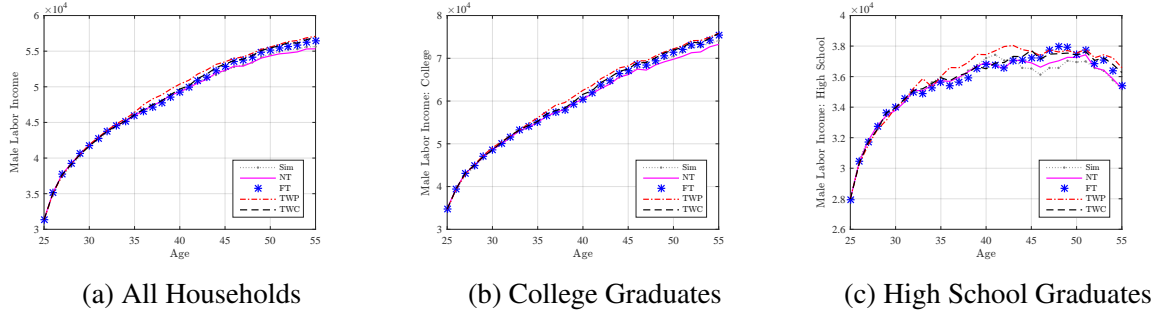 ×10⁴
6
5.5
5
4.5
4
3.5
3
25 30 35 40 45 50 55
Age
Male Labor Income
Sim
NT
FT
TWP
TWC
(a) All Households
×10⁴
8
7
6
5
4
3
25 30 35 40 45 50 55
Age
Male Labor Income: College
Sim
NT
FT
TWP
TWC
(b) College Graduates
×10⁴
4
3.8
3.6
3.4
3.2
3
2.8
2.6
25 30 35 40 45 50 55
Age
Male Labor Income: High School
Sim
NT
FT
TWP
TWC
(c) High School Graduates